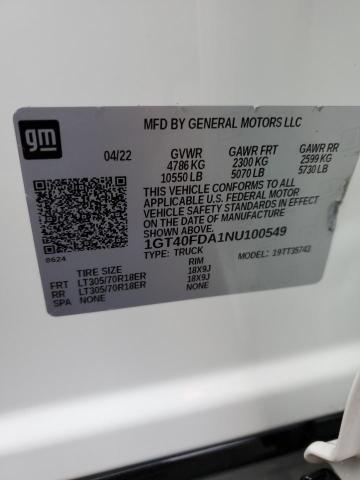 gm
MFD BY GENERAL MOTORS LLC
04/22 GVWR GAWR FRT GAWR RR
4786 KG 2300 KG 2599 KG
10550 LB 5070 LB 5730 LB
THIS VEHICLE CONFORMS TO ALL
APPLICABLE U.S. FEDERAL MOTOR
VEHICLE SAFETY STANDARDS IN EFFECT
ON THE DATE OF MANUFACTURE
SHOWN ABOVE.
1GT40FDA1NU100549
0624 TYPE: TRUCK MODEL: 19TT35743
TIRE SIZE RIM
FRT LT305/70R18ER 18X9J
RR LT305/70R18ER 18X9J
SPA NONE NONE